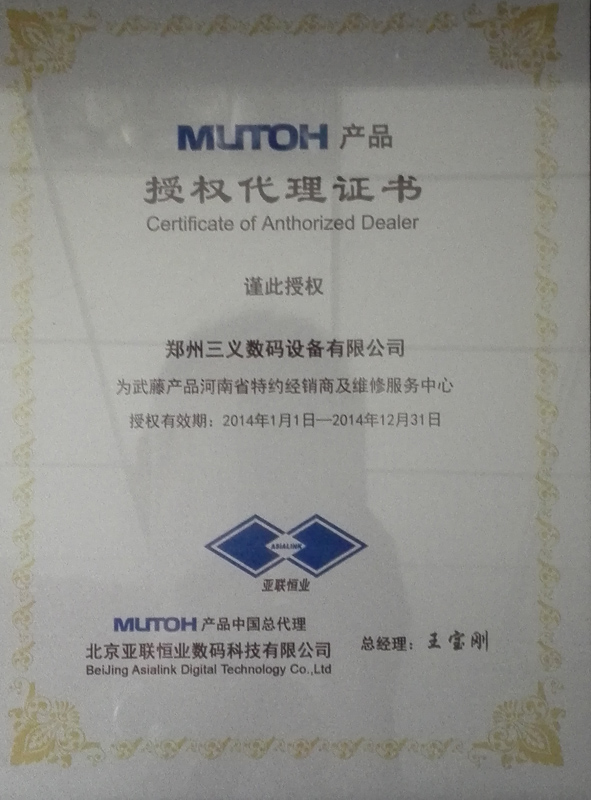 MUTOH 产品
授权代理证书
Certificate of Anthorized Dealer
谨此授权
郑州三义数码设备有限公司
为武藤产品河南省特约经销商及维修服务中心
授权有效期：2014年1月1日—2014年12月31日
ASIALINK
亚联恒业
MUTOH 产品中国总代理
北京亚联恒业数码科技有限公司
BeiJing Asialink Digital Technology Co.,Ltd
总经理：王宝刚